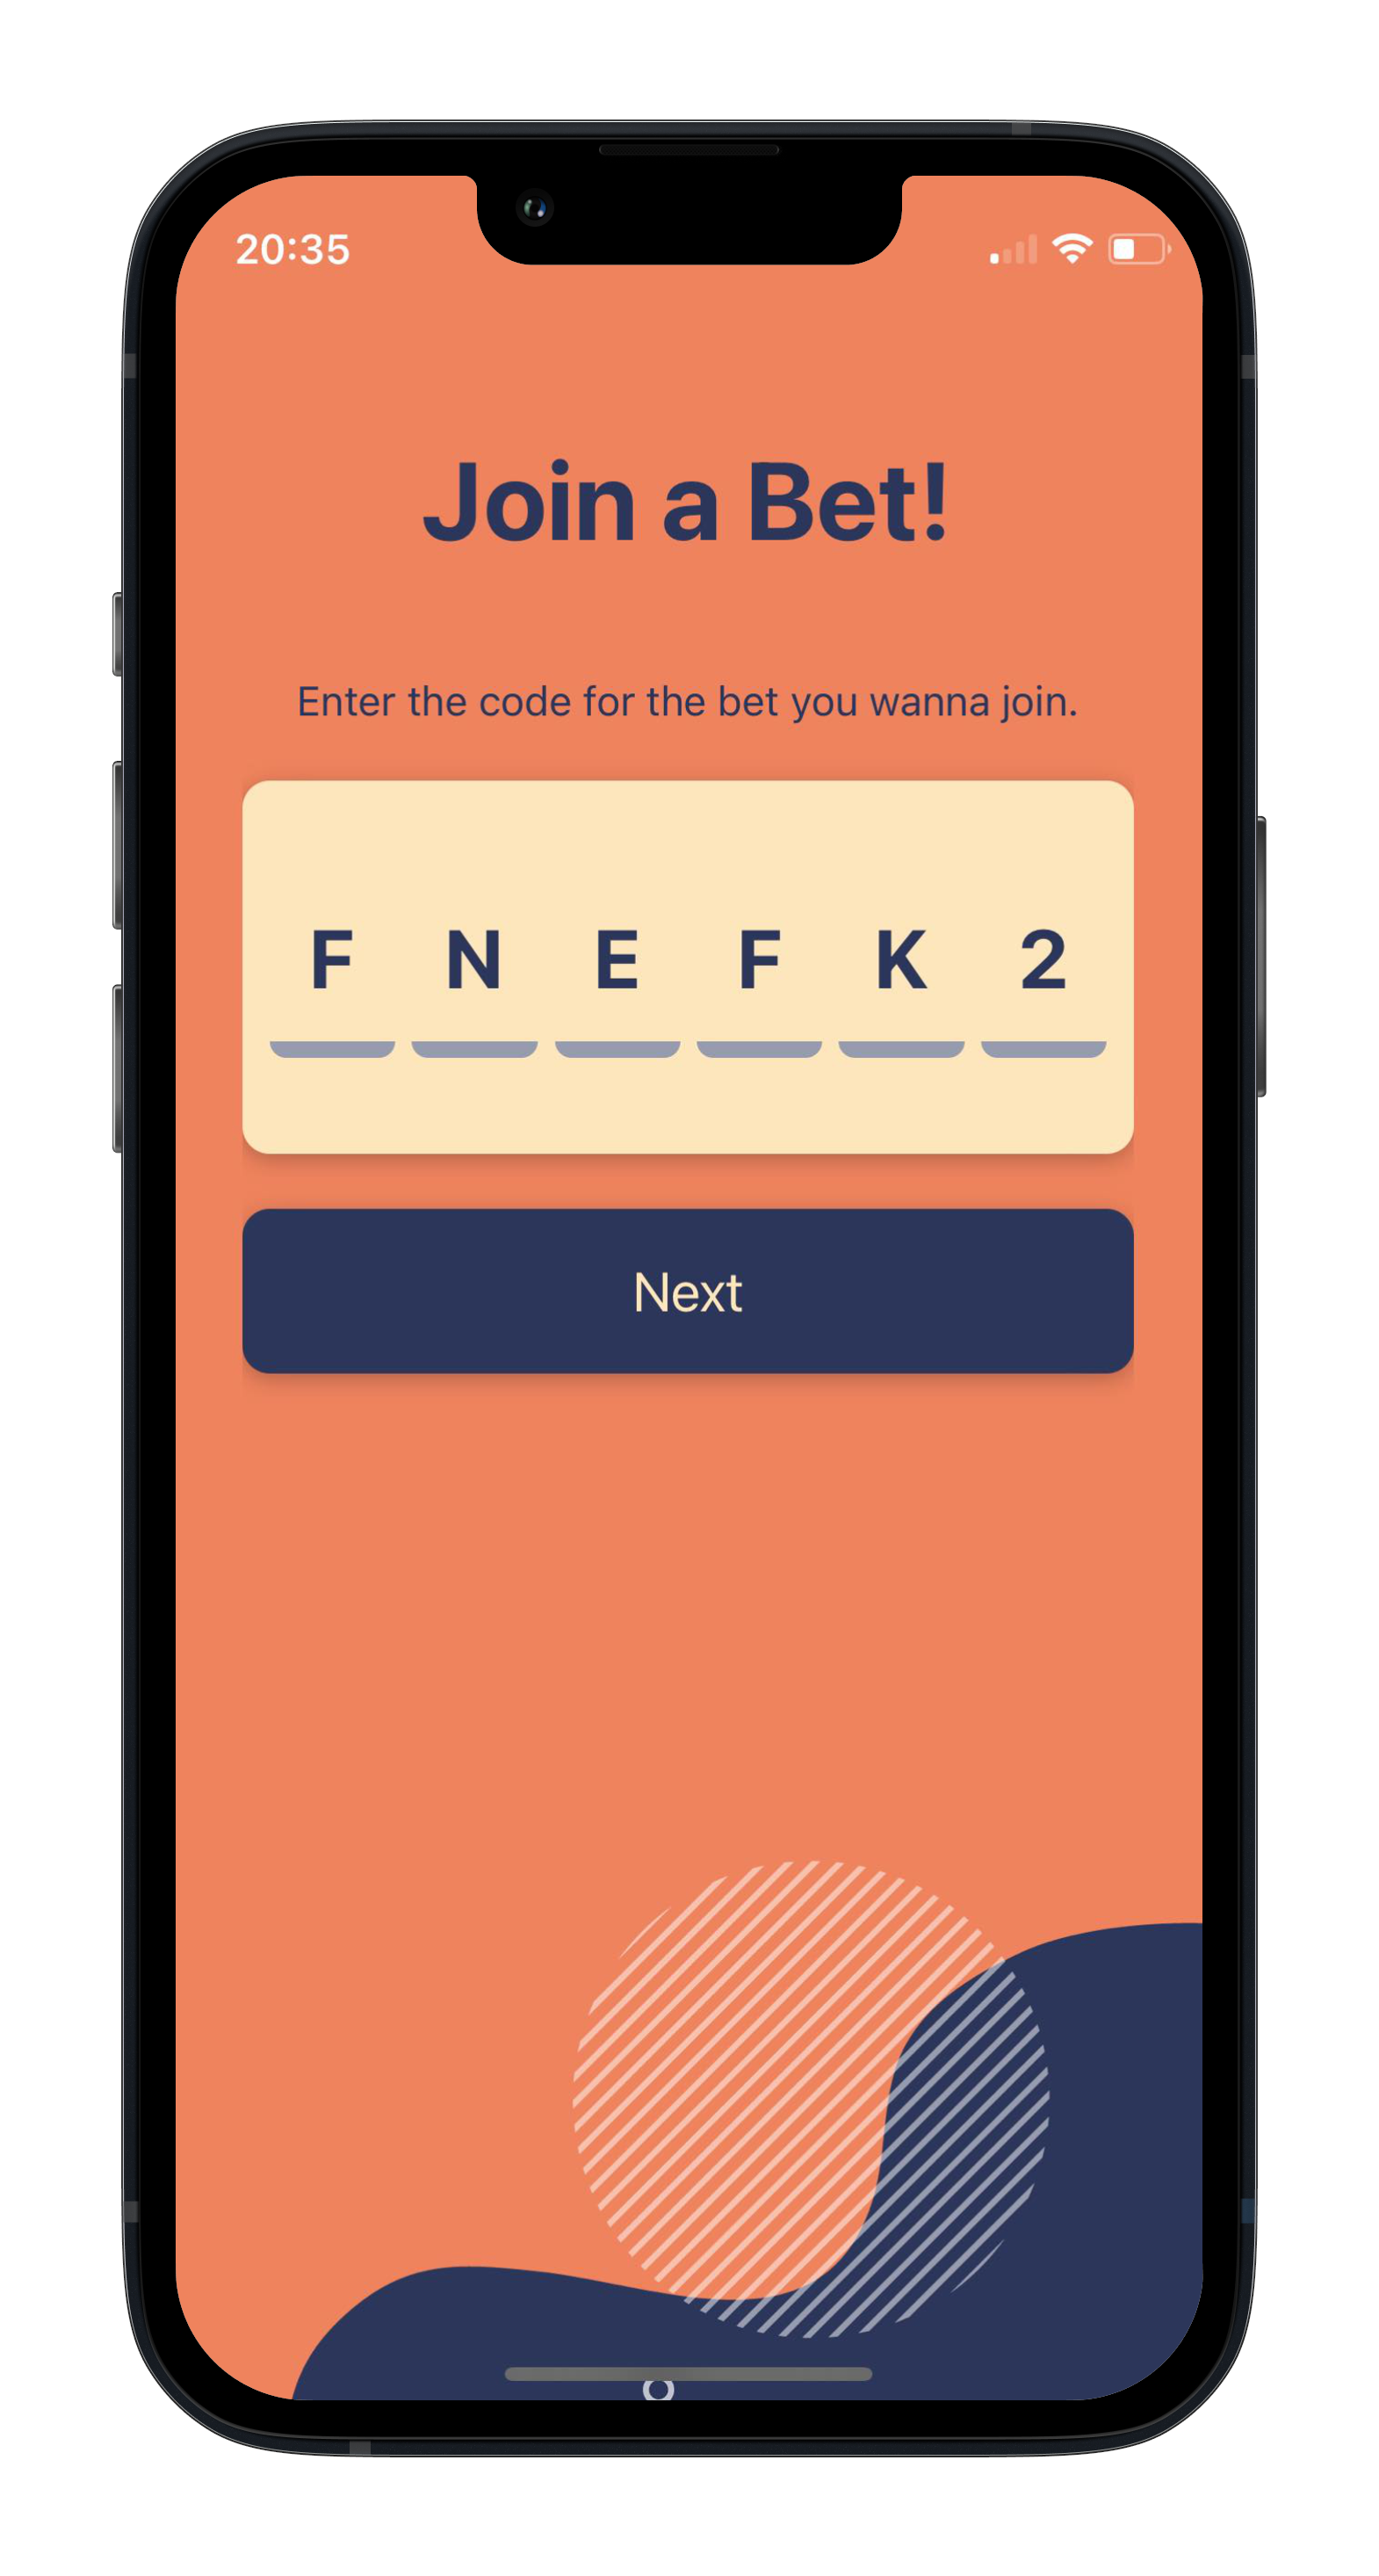 20:35
Join a Bet!
Enter the code for the bet you wanna join.
F N E F K 2
Next